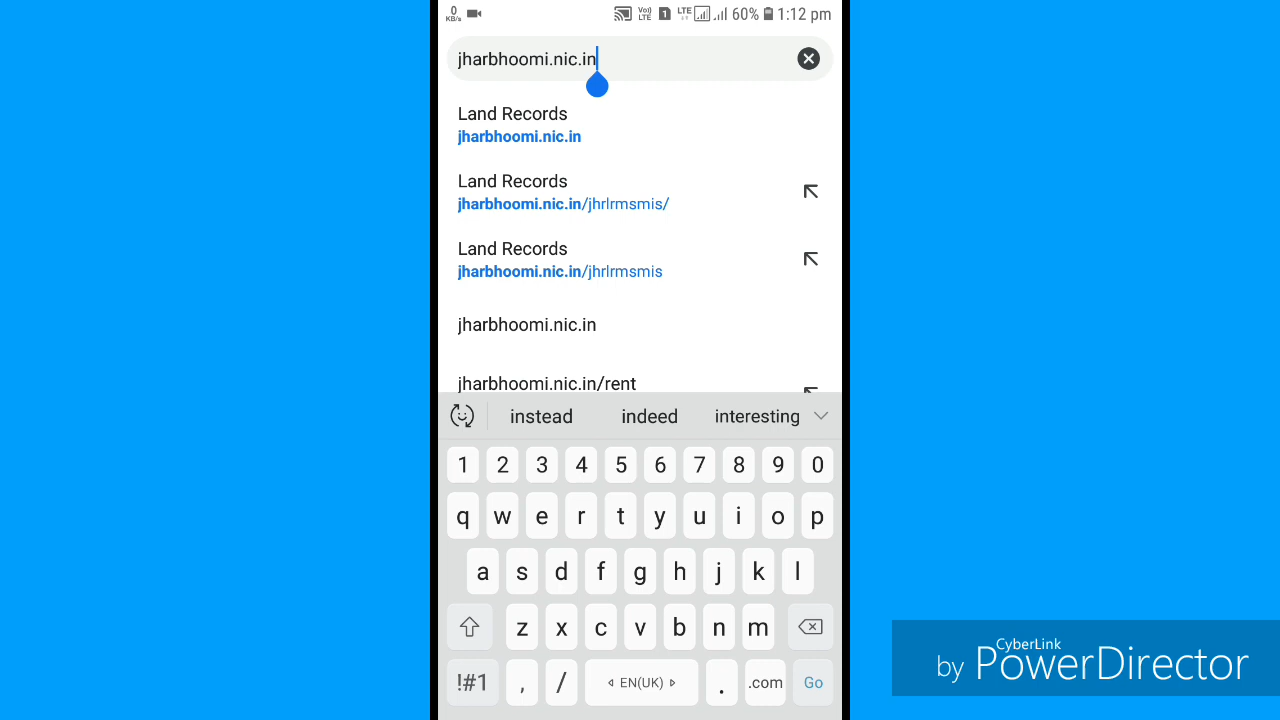 0
KB/s
Vo)
LTE
1
LTE
60%
1:12 pm
jharbhoomi.nic.in
Land Records
jharbhoomi.nic.in
Land Records
jharbhoomi.nic.in/jhrlrmsmis/
Land Records
jharbhoomi.nic.in/jhrlrmsmis
jharbhoomi.nic.in
jharbhoomi.nic.in/rent
instead indeed interesting
1 2 3 4 5 6 7 8 9 0
q w e r t y u i o p
a s d f g h j k l
z x c v b n m
!#1 , / EN(UK) . .com Go
CyberLink
by PowerDirector